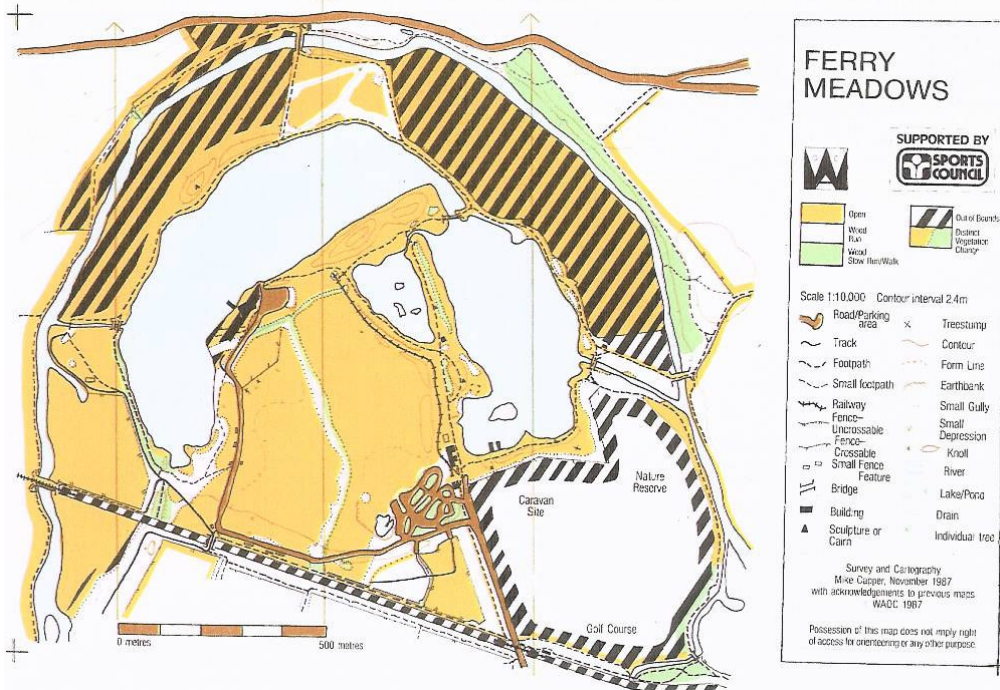 FERRY
MEADOWS
WA
SUPPORTED BY
SPORTS
COUNCIL
Open
Wood
Run
Wood
Slow Run/Walk
Out of Bounds
Distinct
Vegetation
Change
Scale 1:10,000 Contour interval 2.4m
Road/Parking
area
Track
Footpath
Small footpath
Railway
Fence-
Uncrossable
Fence-
Crossable
Small Fence
Feature
Bridge
Building
Sculpture or
Cairn
Treestump
Contour
Form Line
Earthbank
Small Gully
Small
Depression
Knoll
River
Lake/Pond
Drain
Individual tree
Survey and Cartography
Mike Capper, November 1987
with acknowledgements to previous maps
WAOC 1987
Possession of this map does not imply right
of access for orienteering or any other purpose.
Nature
Reserve
Caravan
Site
Golf Course
0 metres
500 metres